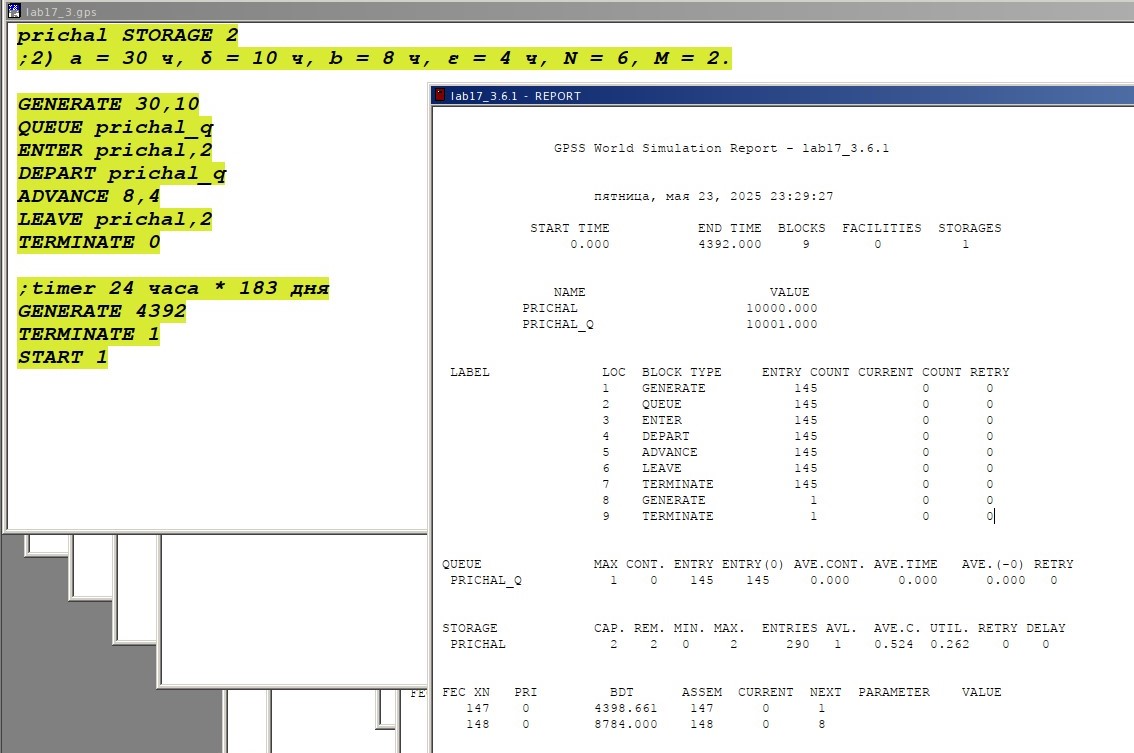 lab17_3.gps
prichal STORAGE 2
;2) a = 30 ч, δ = 10 ч, b = 8 ч, ε = 4 ч, N = 6, M = 2.
GENERATE 30,10
QUEUE prichal_q
ENTER prichal,2
DEPART prichal_q
ADVANCE 8,4
LEAVE prichal,2
TERMINATE 0
;timer 24 часа * 183 дня
GENERATE 4392
TERMINATE 1
START 1
lab17_3.6.1 - REPORT
GPSS World Simulation Report - lab17_3.6.1
пятница, мая 23, 2025 23:29:27
START TIME END TIME BLOCKS FACILITIES STORAGES
0.000 4392.000 9 0 1
NAME VALUE
PRICHAL 10000.000
PRICHAL_Q 10001.000
LABEL LOC BLOCK TYPE ENTRY COUNT CURRENT COUNT RETRY
1 GENERATE 145 0 0
2 QUEUE 145 0 0
3 ENTER 145 0 0
4 DEPART 145 0 0
5 ADVANCE 145 0 0
6 LEAVE 145 0 0
7 TERMINATE 145 0 0
8 GENERATE 1 0 0
9 TERMINATE 1 0 0
QUEUE MAX CONT. ENTRY ENTRY(0) AVE.CONT. AVE.TIME AVE.(-0) RETRY
PRICHAL_Q 1 0 145 145 0.000 0.000 0.000 0
STORAGE CAP. REM. MIN. MAX. ENTRIES AVL. AVE.C. UTIL. RETRY DELAY
PRICHAL 2 2 0 2 290 1 0.524 0.262 0 0
FEC XN PRI BDT ASSEM CURRENT NEXT PARAMETER VALUE
147 0 4398.661 147 0 1
148 0 8784.000 148 0 8
FE